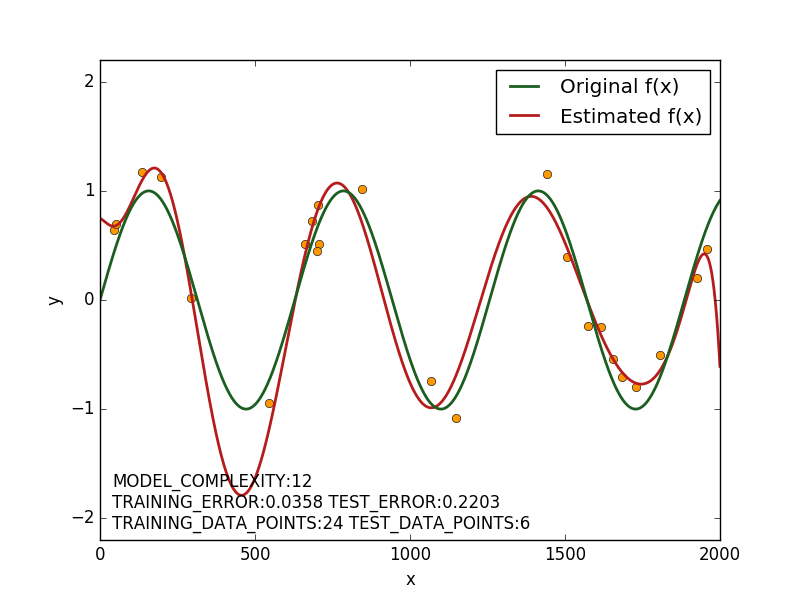 2
Original f(x)
Estimated f(x)
1
0
y
−1
MODEL_COMPLEXITY:12
TRAINING_ERROR:0.0358 TEST_ERROR:0.2203
TRAINING_DATA_POINTS:24 TEST_DATA_POINTS:6
−2
0 500 1000 1500 2000
x